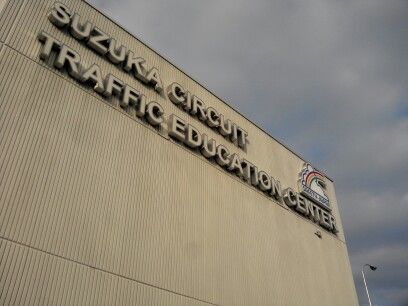 SUZUKA CIRCUIT
TRAFFIC EDUCATION CENTER